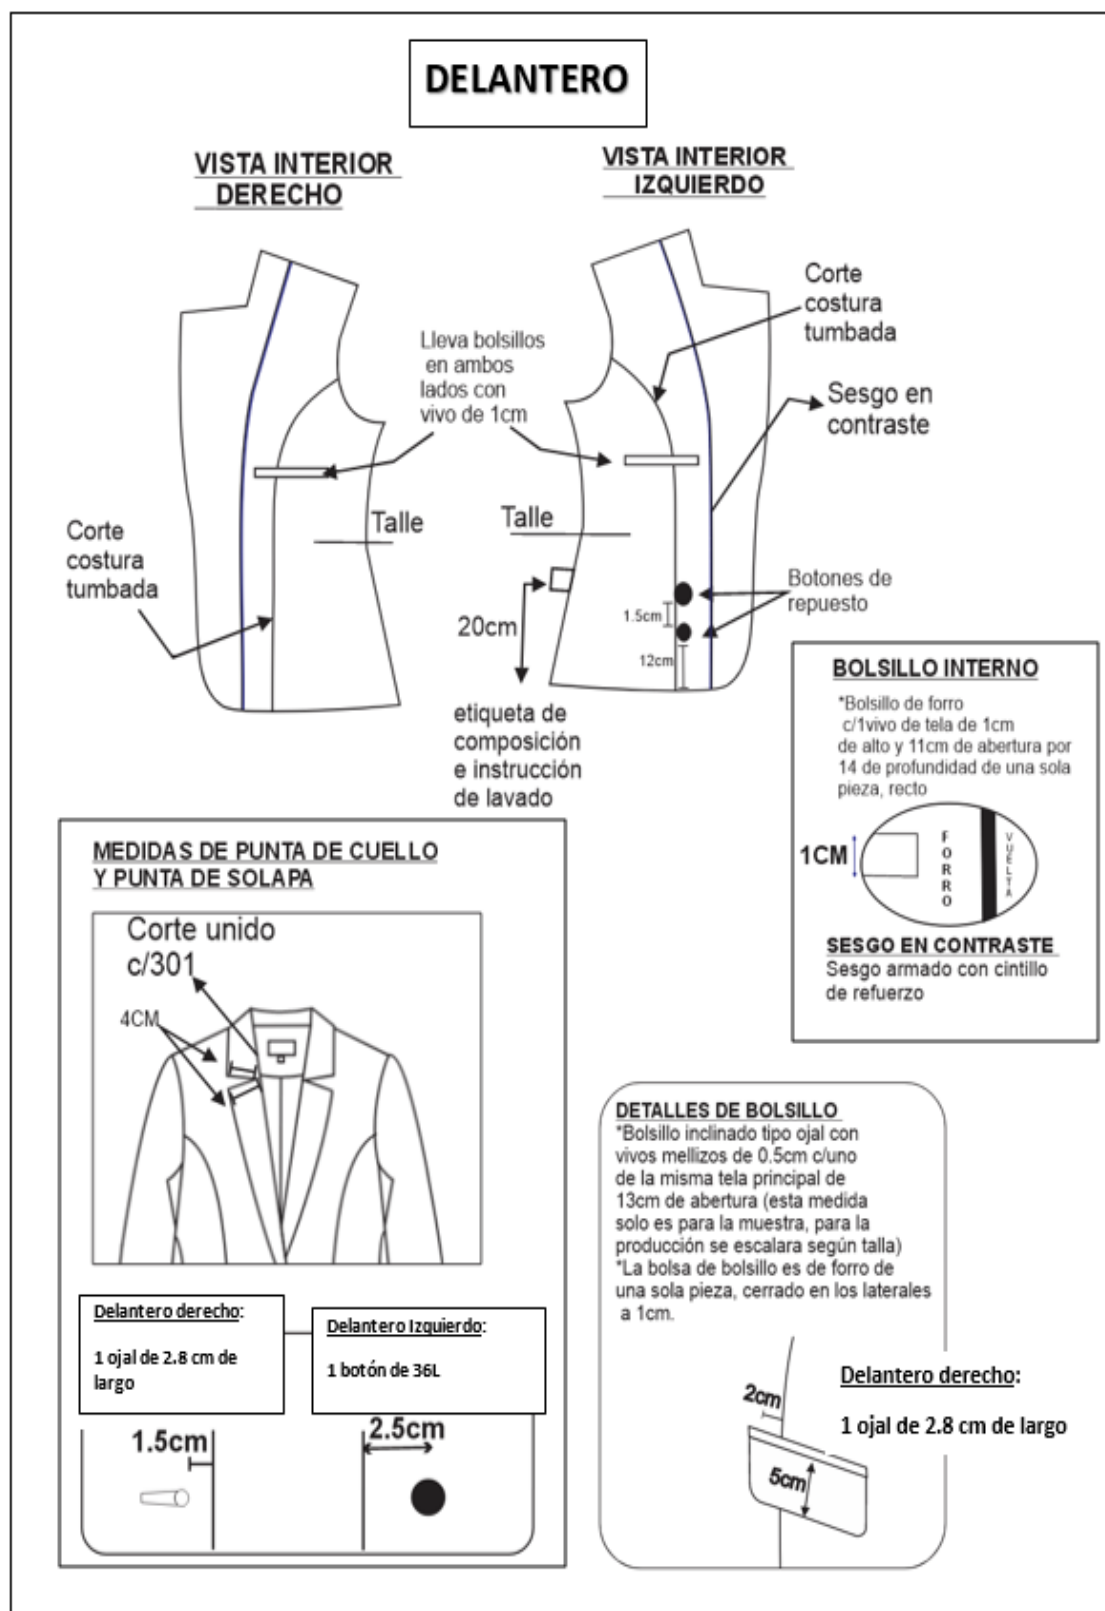 DELANTERO
VISTA INTERIOR
DERECHO
VISTA INTERIOR
IZQUIERDO
Corte
costura
tumbada
Lleva bolsillos
en ambos
lados con
vivo de 1cm
Sesgo en
contraste
Talle
Talle
Corte
costura
tumbada
Botones de
repuesto
1.5cm
20cm
12cm
etiqueta de
composición
e instrucción
de lavado
BOLSILLO INTERNO
*Bolsillo de forro
c/1vivo de tela de 1cm
de alto y 11cm de abertura por
14 de profundidad de una sola
pieza, recto
1CM
FORRO
VUELTA
SESGO EN CONTRASTE
Sesgo armado con cintillo
de refuerzo
MEDIDAS DE PUNTA DE CUELLO
Y PUNTA DE SOLAPA
Corte unido
c/301
4CM
Delantero derecho:
1 ojal de 2.8 cm de
largo
Delantero Izquierdo:
1 botón de 36L
1.5cm
2.5cm
DETALLES DE BOLSILLO
*Bolsillo inclinado tipo ojal con
vivos mellizos de 0.5cm c/uno
de la misma tela principal de
13cm de abertura (esta medida
solo es para la muestra, para la
producción se escalara según talla)
*La bolsa de bolsillo es de forro de
una sola pieza, cerrado en los laterales
a 1cm.
2cm
5cm
Delantero derecho:
1 ojal de 2.8 cm de largo